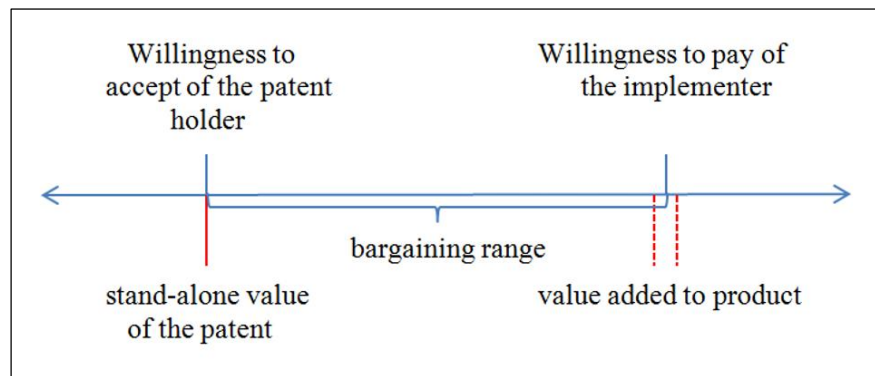 Willingness to
accept of the patent
holder
Willingness to pay of
the implementer
bargaining range
stand-alone value
of the patent
value added to product